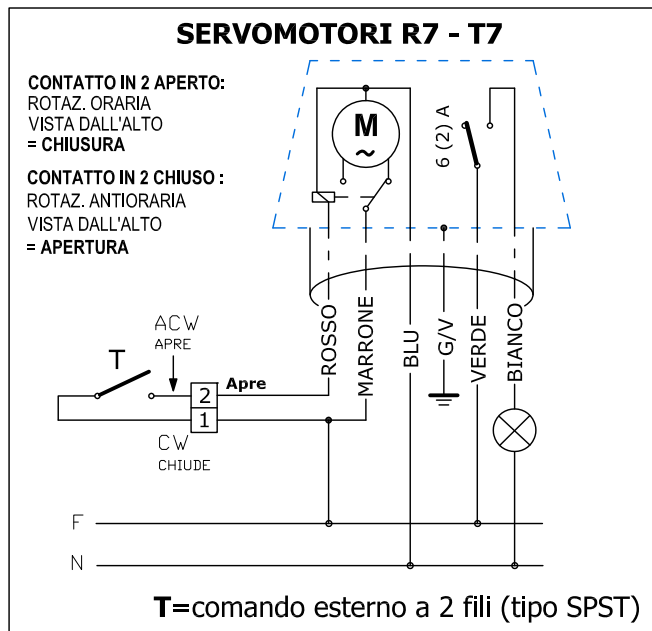 SERVOMOTORI R7 - T7
CONTATTO IN 2 APERTO:
ROTAZ. ORARIA
VISTA DALL'ALTO
= CHIUSURA
CONTATTO IN 2 CHIUSO :
ROTAZ. ANTIORARIA
VISTA DALL'ALTO
= APERTURA
M
~
6 (2) A
ROSSO
MARRONE
BLU
G/V
VERDE
BIANCO
ACW
APRE
T
2
Apre
1
CW
CHIUDE
F
N
T=comando esterno a 2 fili (tipo SPST)